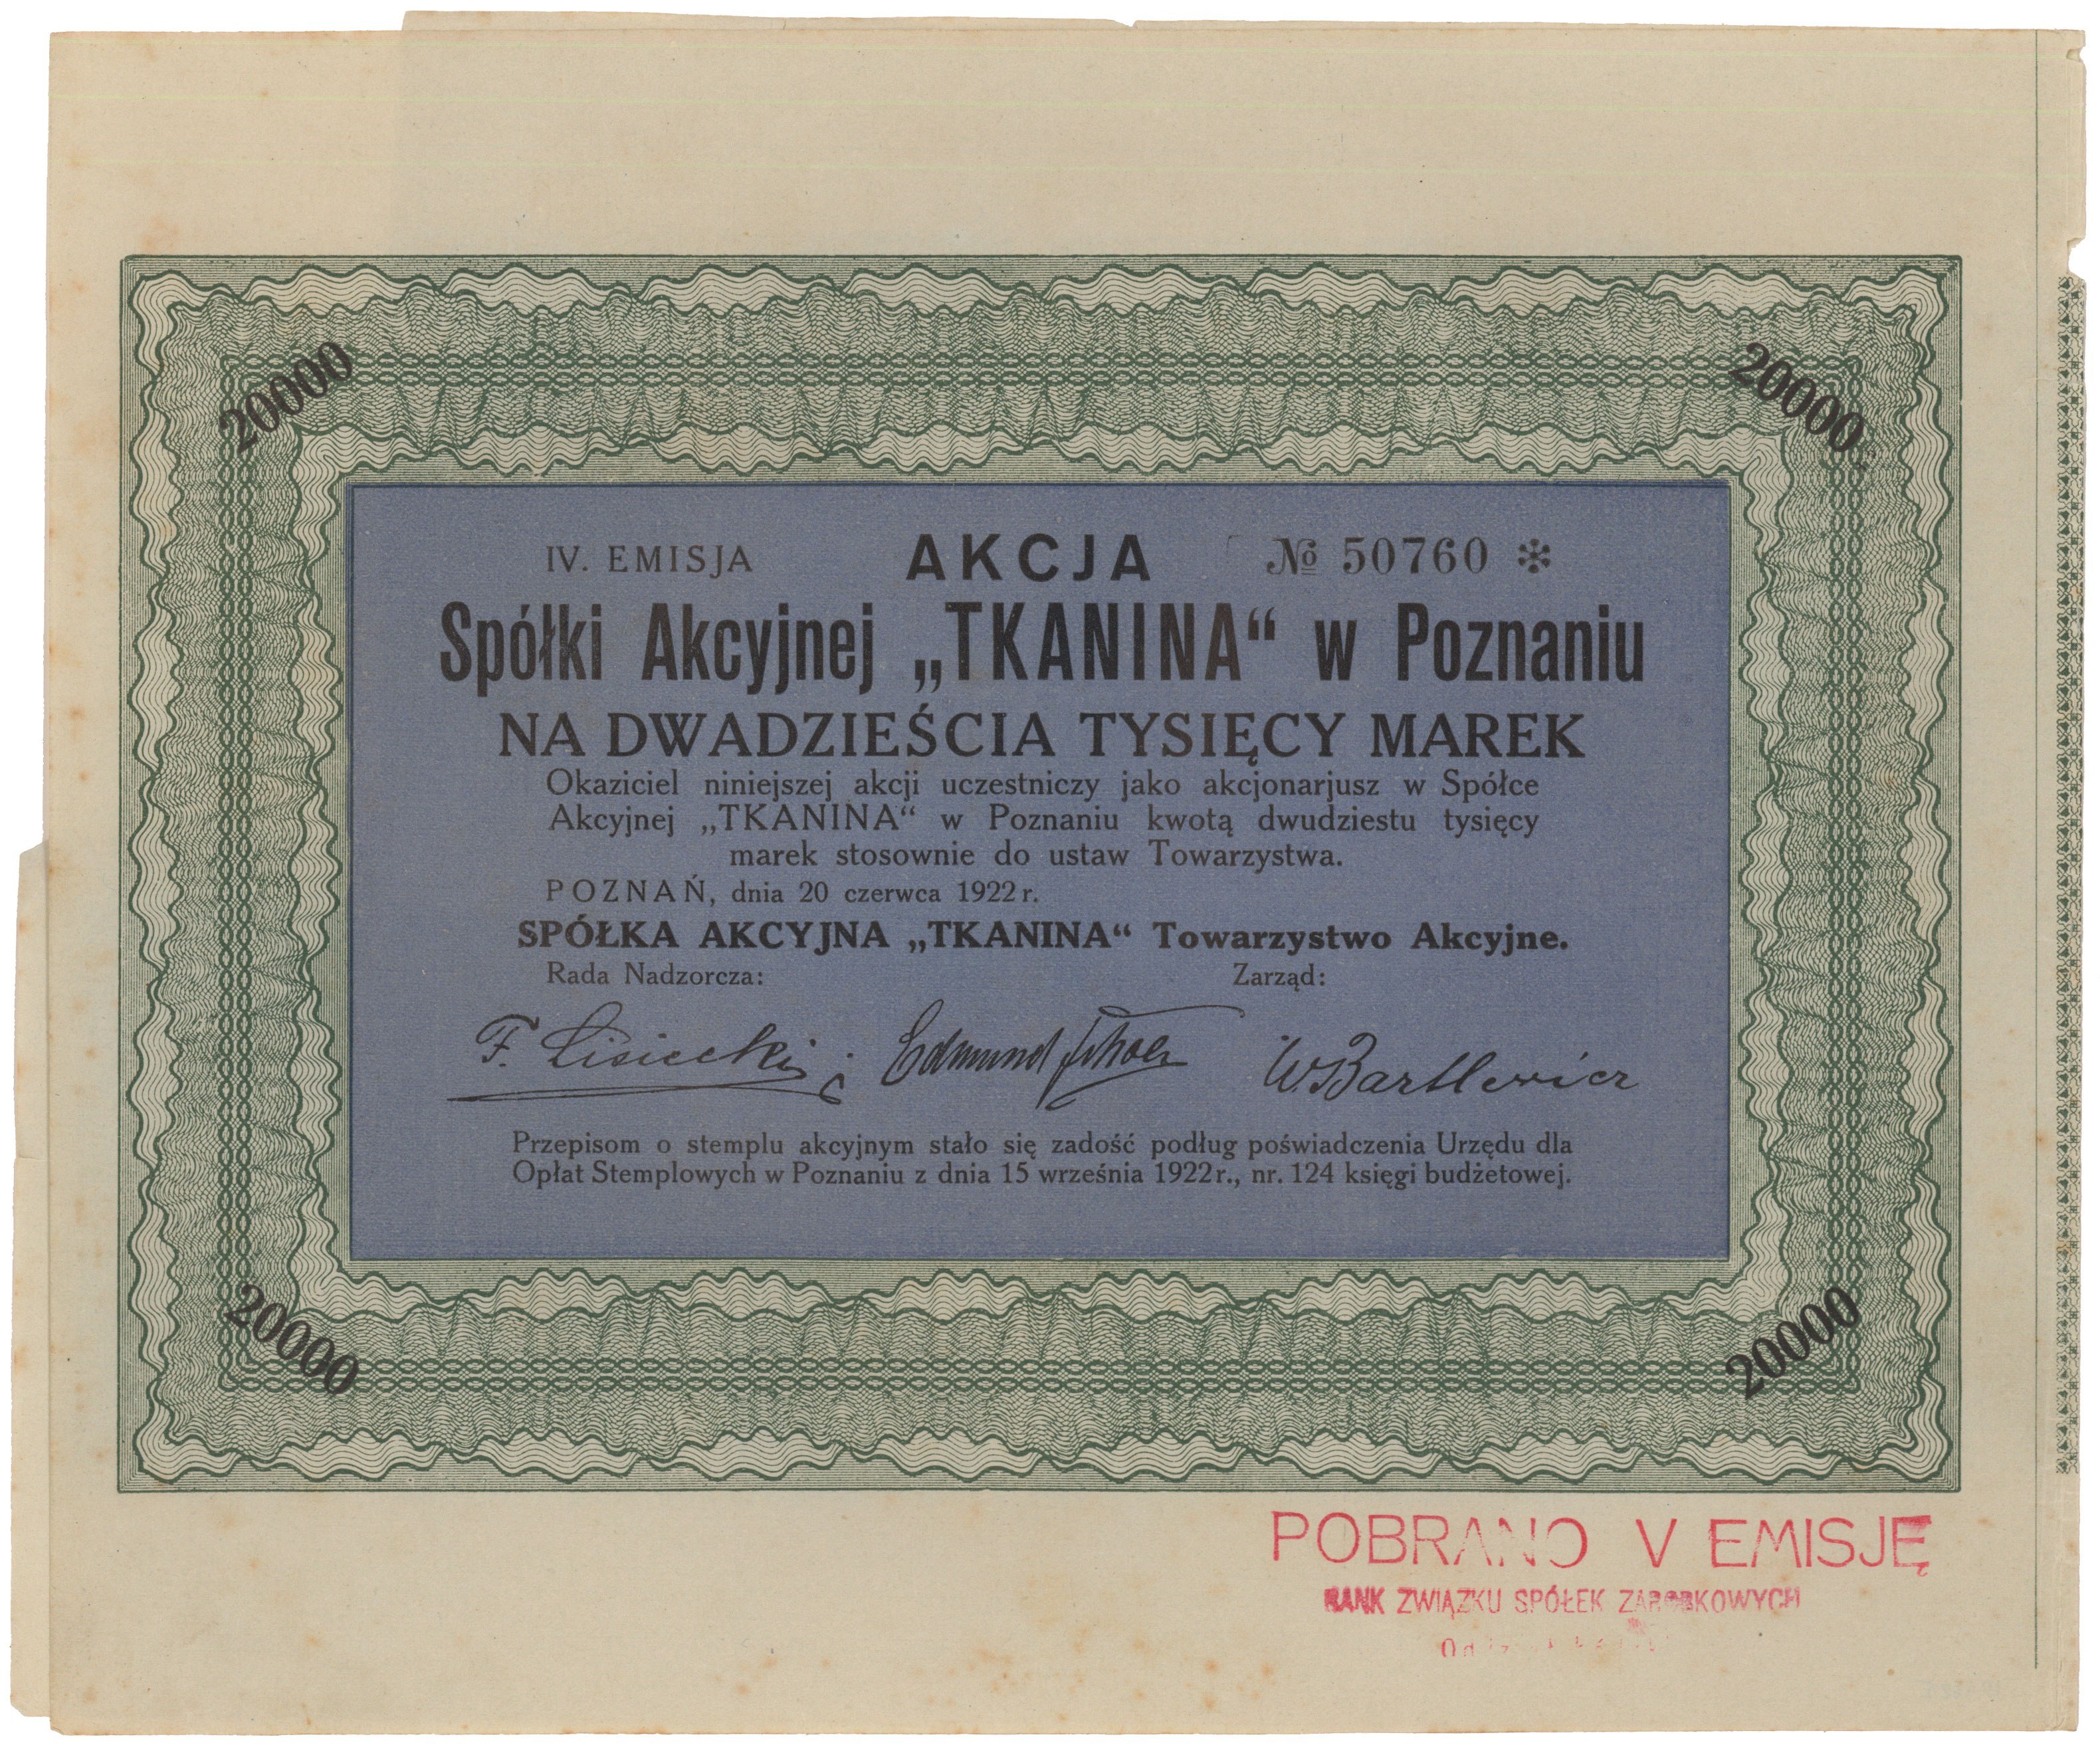 20000
20000
IV. EMISJA AKCJA № 50760 *
Spółki Akcyjnej „TKANINA“ w Poznaniu
NA DWADZIEŚCIA TYSIĘCY MAREK
Okaziciel niniejszej akcji uczestniczy jako akcjonarjusz w Spółce
Akcyjnej „TKANINA“ w Poznaniu kwotą dwudziestu tysięcy
marek stosownie do ustaw Towarzystwa.
POZNAŃ, dnia 20 czerwca 1922 r.
SPÓŁKA AKCYJNA „TKANINA“ Towarzystwo Akcyjne.
Rada Nadzorcza: Zarząd:
F. Lisiecki Edmund W. Bartlewicz
Przepisom o stemplu akcyjnym stało się zadość podług poświadczenia Urzędu dla
Opłat Stemplowych w Poznaniu z dnia 15 września 1922 r., nr. 124 księgi budżetowej.
20000
20000
POBRANO V EMISJĘ
BANK ZWIĄZKU SPÓŁEK ZAROBKOWYCH